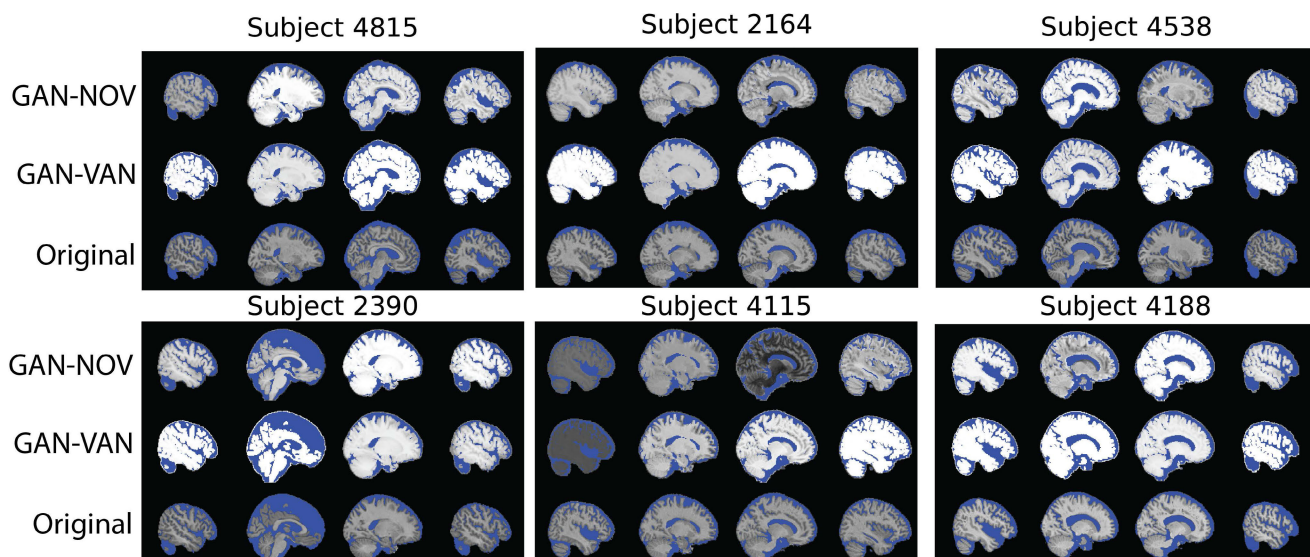 Subject 4815
Subject 2164
Subject 4538
GAN-NOV
GAN-VAN
Original
Subject 2390
Subject 4115
Subject 4188
GAN-NOV
GAN-VAN
Original